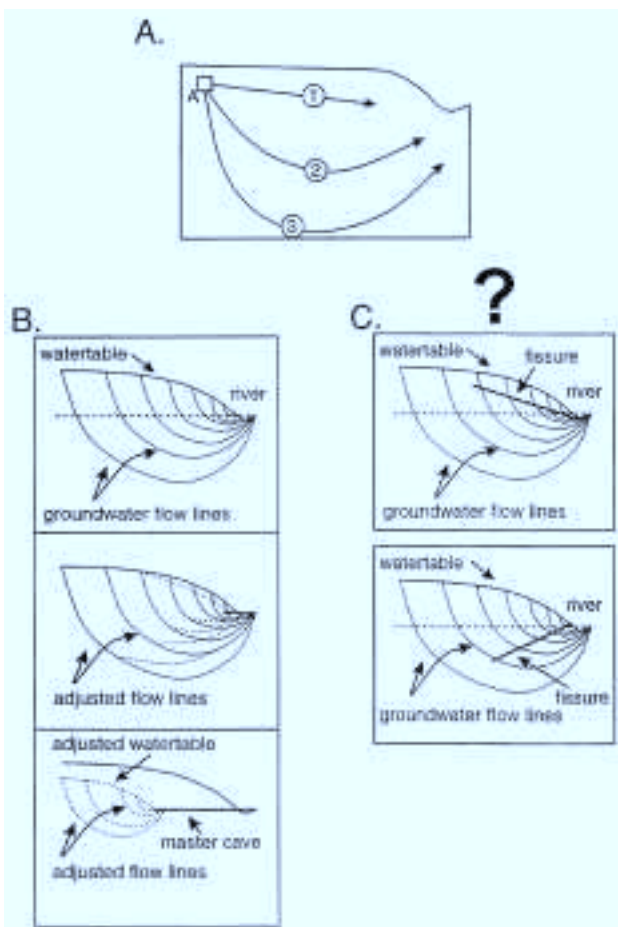 A.
A
1
2
3
B.
watertable
river
groundwater flow lines
adjusted flow lines
adjusted watertable
master cave
adjusted flow lines
?
C.
watertable
fissure
river
groundwater flow lines
watertable
river
fissure
groundwater flow lines